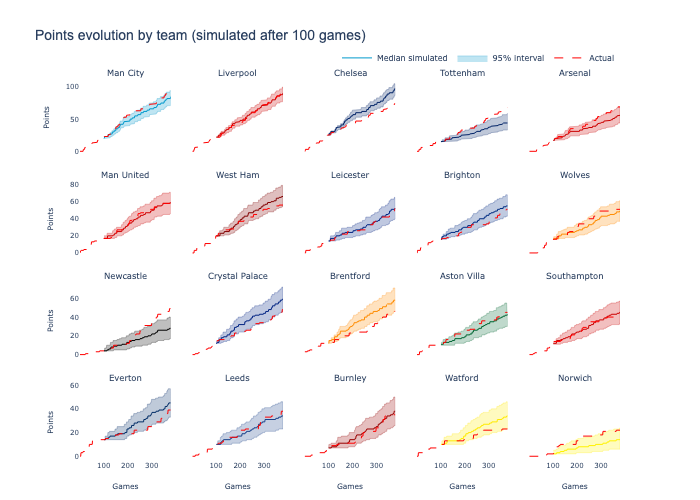 Points evolution by team (simulated after 100 games)
Median simulated 95% interval Actual
Man City Liverpool Chelsea Tottenham Arsenal
100
50
0
Points
Man United West Ham Leicester Brighton Wolves
80
60
40
20
0
Points
Newcastle Crystal Palace Brentford Aston Villa Southampton
60
40
20
0
Points
Everton Leeds Burnley Watford Norwich
60
40
20
0
Points
100 200 300 100 200 300 100 200 300 100 200 300 100 200 300
Games Games Games Games Games